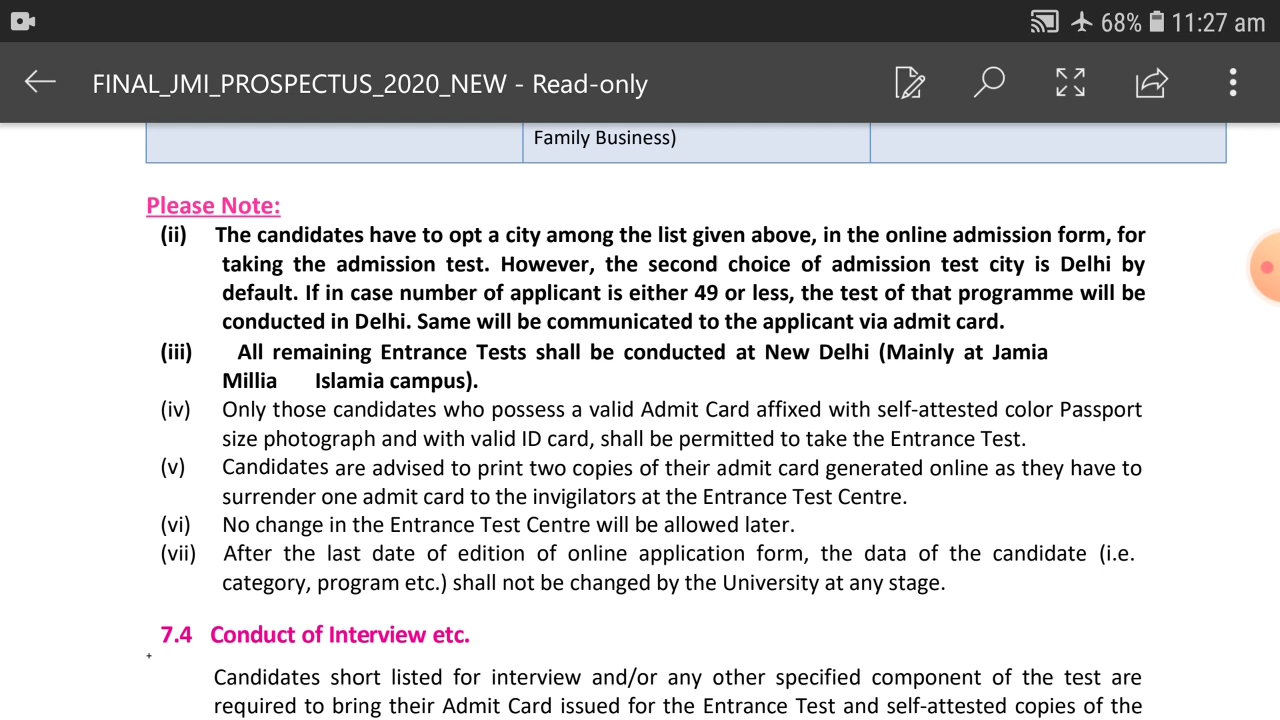 68% 11:27 am
FINAL_JMI_PROSPECTUS_2020_NEW - Read-only
Family Business)
Please Note:
(ii) The candidates have to opt a city among the list given above, in the online admission form, for
taking the admission test. However, the second choice of admission test city is Delhi by
default. If in case number of applicant is either 49 or less, the test of that programme will be
conducted in Delhi. Same will be communicated to the applicant via admit card.
(iii) All remaining Entrance Tests shall be conducted at New Delhi (Mainly at Jamia
Millia Islamia campus).
(iv) Only those candidates who possess a valid Admit Card affixed with self-attested color Passport
size photograph and with valid ID card, shall be permitted to take the Entrance Test.
(v) Candidates are advised to print two copies of their admit card generated online as they have to
surrender one admit card to the invigilators at the Entrance Test Centre.
(vi) No change in the Entrance Test Centre will be allowed later.
(vii) After the last date of edition of online application form, the data of the candidate (i.e.
category, program etc.) shall not be changed by the University at any stage.
7.4 Conduct of Interview etc.
Candidates short listed for interview and/or any other specified component of the test are
required to bring their Admit Card issued for the Entrance Test and self-attested copies of the